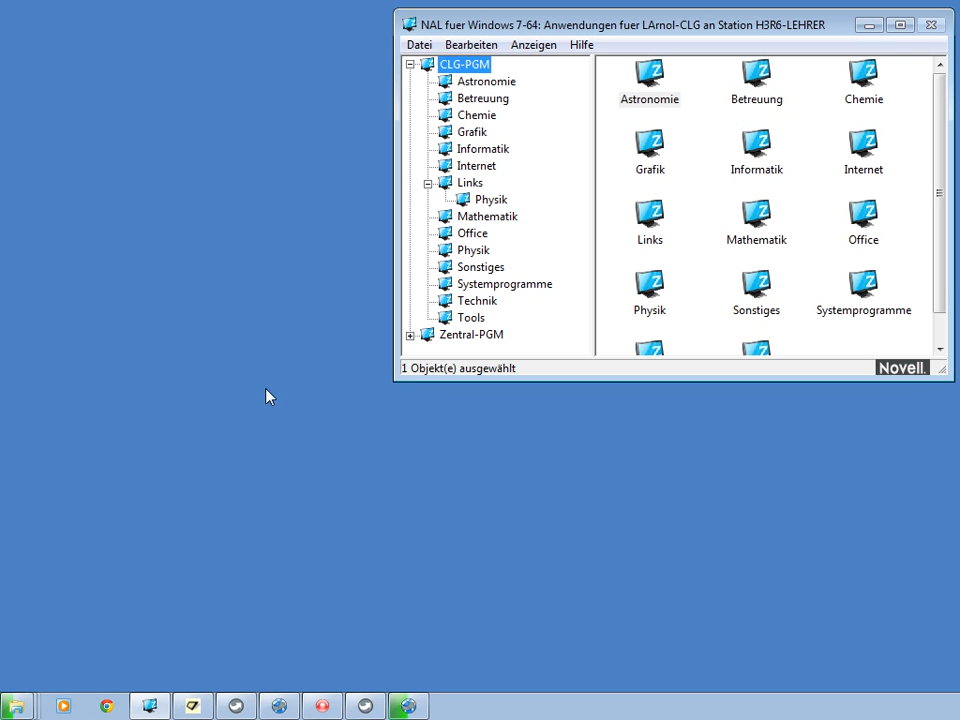 NAL fuer Windows 7-64: Anwendungen fuer LArnol-CLG an Station H3R6-LEHRER
Datei Bearbeiten Anzeigen Hilfe
CLG-PGM
Astronomie
Betreuung
Chemie
Grafik
Informatik
Internet
Links
Physik
Mathematik
Office
Physik
Sonstiges
Systemprogramme
Technik
Tools
Zentral-PGM
Astronomie Betreuung Chemie
Grafik Informatik Internet
Links Mathematik Office
Physik Sonstiges Systemprogramme
1 Objekt(e) ausgewählt
Novell.